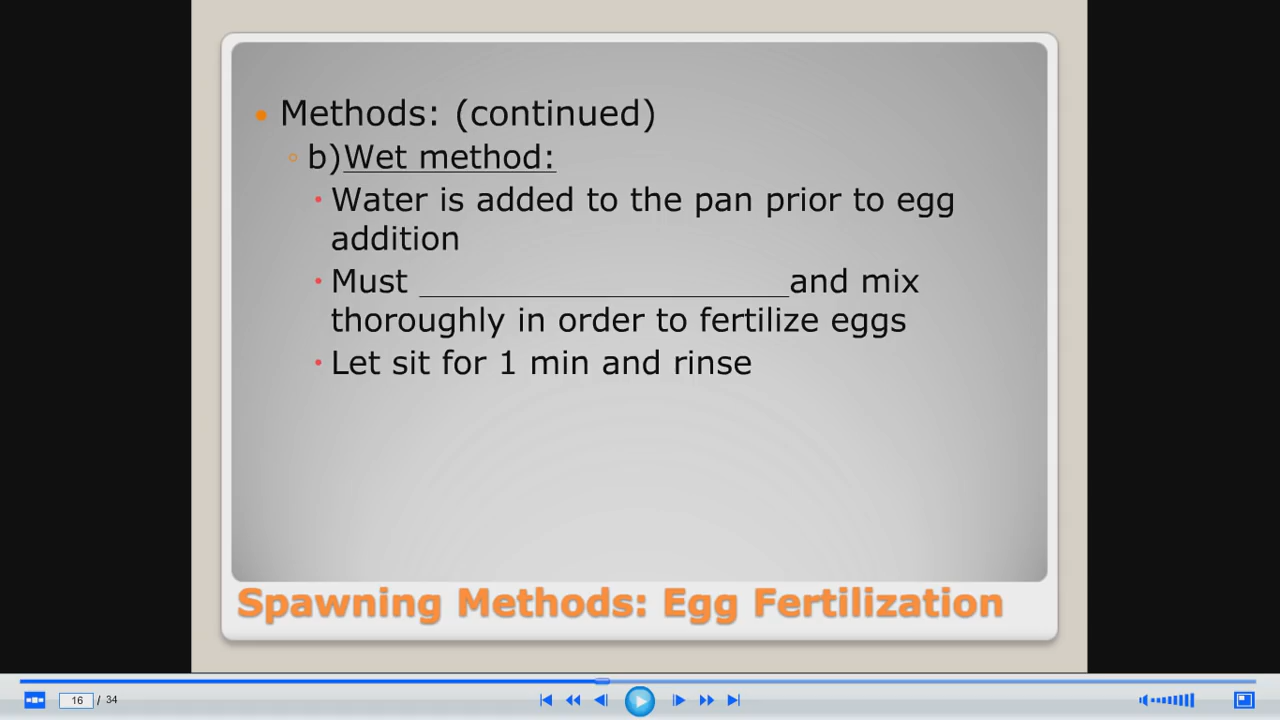 Methods: (continued)
b)Wet method:
Water is added to the pan prior to egg
addition
Must ____________________and mix
thoroughly in order to fertilize eggs
Let sit for 1 min and rinse
Spawning Methods: Egg Fertilization
16 / 34